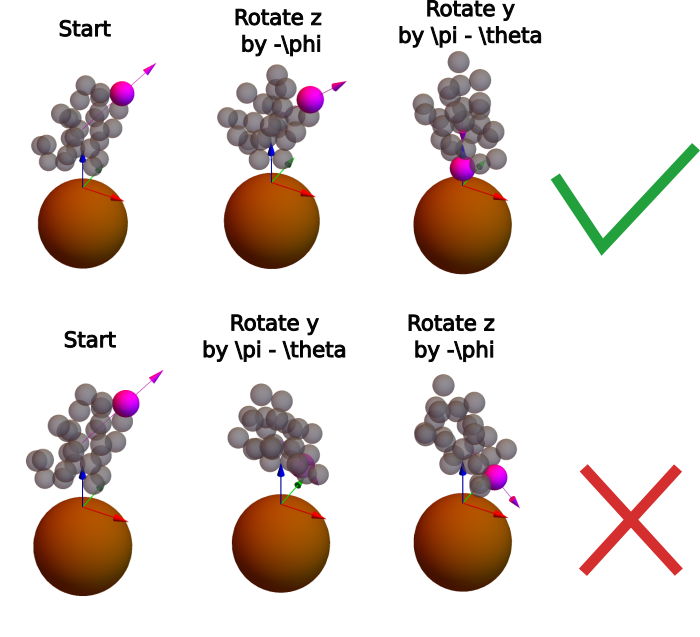 Start
Rotate z
by -\phi
Rotate y
by \pi - \theta
Start
Rotate y
by \pi - \theta
Rotate z
by -\phi